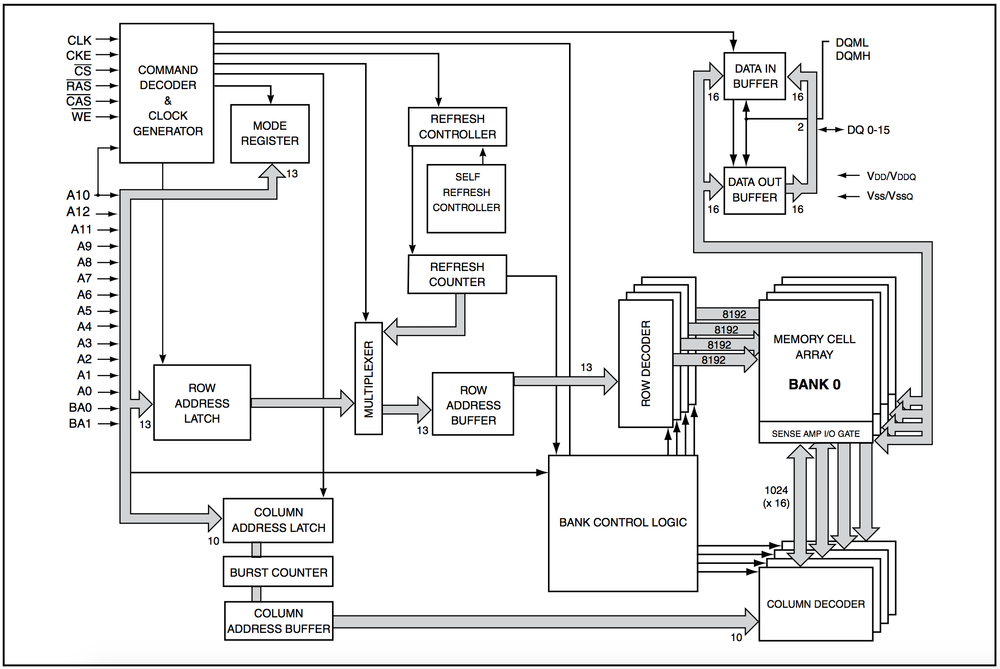 CLK
CKE
CS
RAS
CAS
WE
COMMAND
DECODER
&
CLOCK
GENERATOR
MODE
REGISTER
13
REFRESH
CONTROLLER
SELF
REFRESH
CONTROLLER
REFRESH
COUNTER
DATA IN
BUFFER
16
16
DQML
DQMH
2
DQ 0-15
DATA OUT
BUFFER
16
16
VDD/VDDQ
Vss/VssQ
A10
A12
A11
A9
A8
A7
A6
A5
A4
A3
A2
A1
A0
BA0
BA1
ROW
ADDRESS
LATCH
13
MULTIPLEXER
13
ROW
ADDRESS
BUFFER
13
ROW DECODER
8192
8192
8192
8192
MEMORY CELL
ARRAY
BANK 0
SENSE AMP I/O GATE
1024
(x 16)
BANK CONTROL LOGIC
COLUMN
ADDRESS LATCH
10
BURST COUNTER
COLUMN
ADDRESS BUFFER
10
COLUMN DECODER